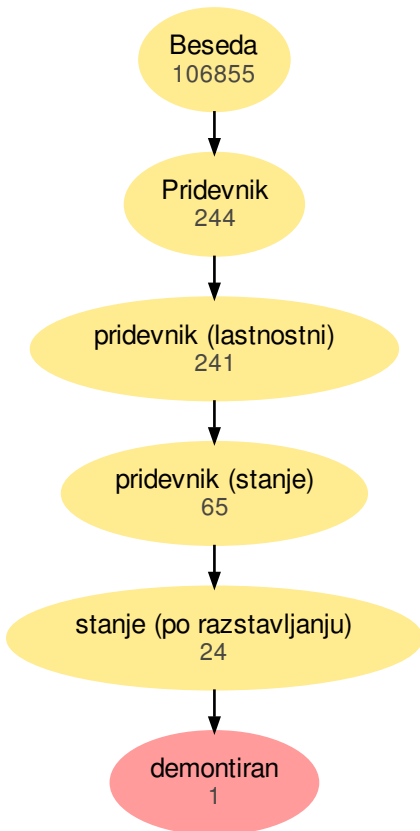 Beseda
106855
Pridevnik
244
pridevnik (lastnostni)
241
pridevnik (stanje)
65
stanje (po razstavljanju)
24
demontiran
1